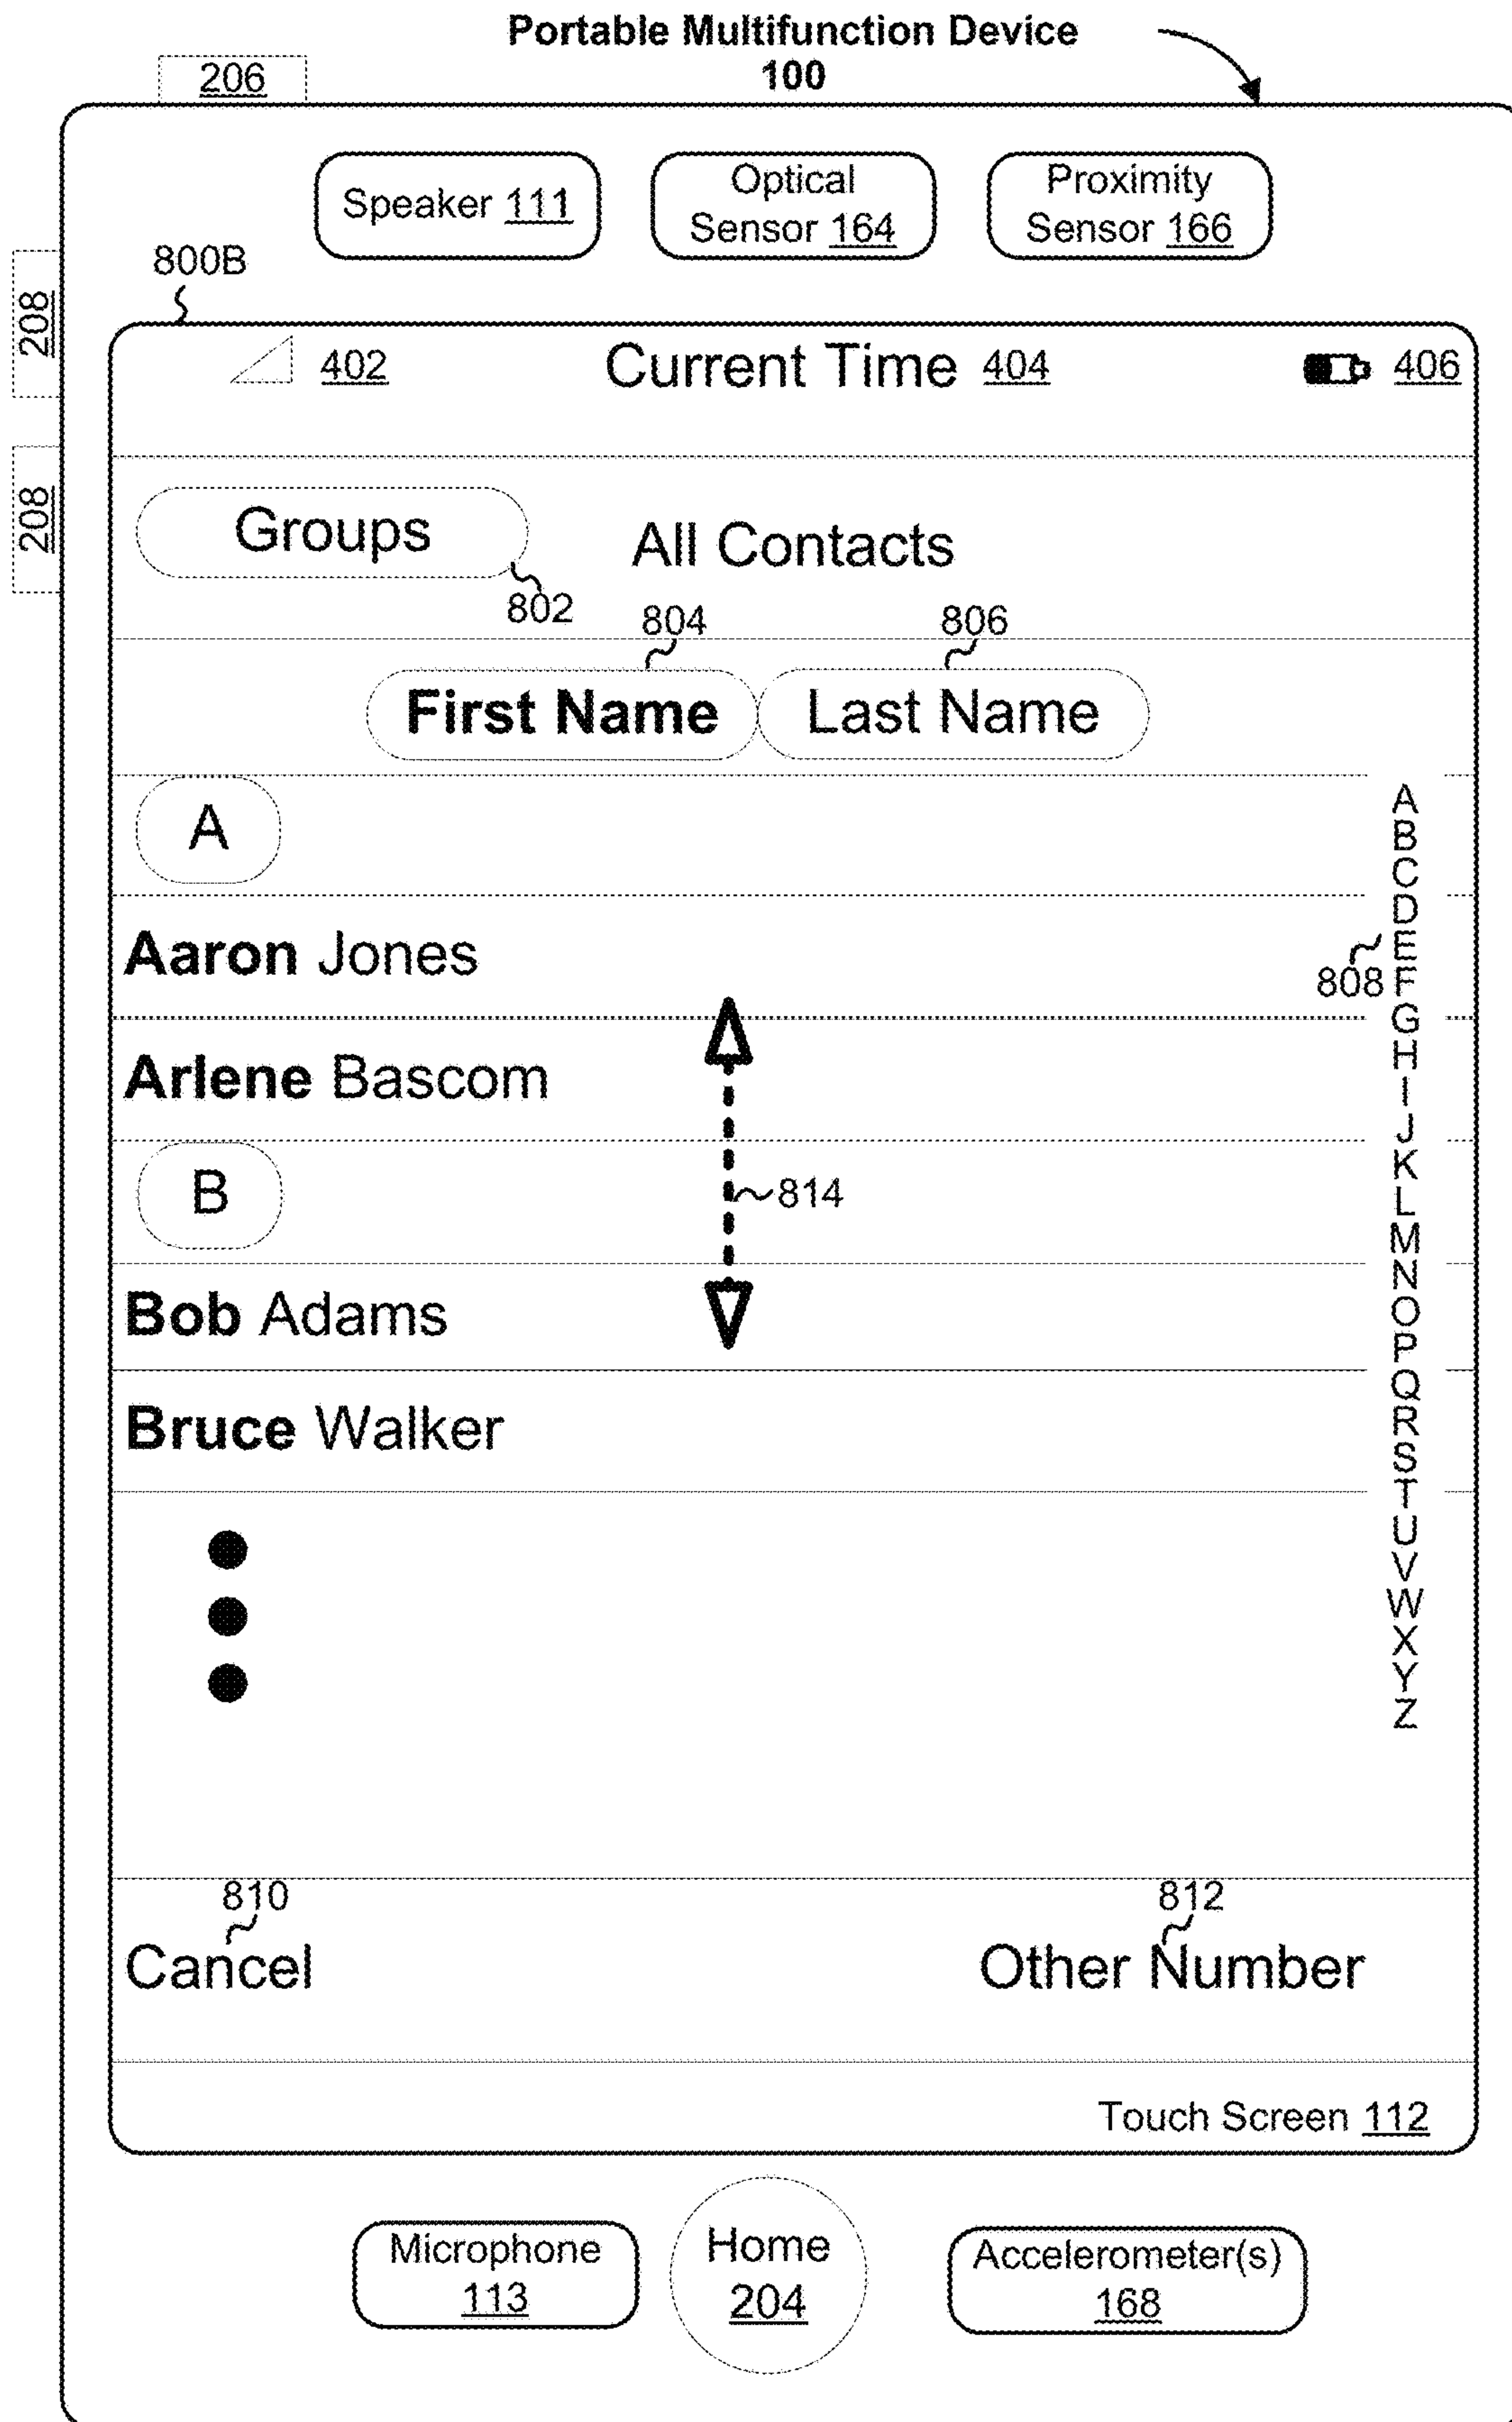 Portable Multifunction Device
100
206
Speaker 111
Optical
Sensor 164
Proximity
Sensor 166
800B
208
208
402
Current Time 404
406
Groups
All Contacts
802
804
806
First Name
Last Name
A
Aaron Jones
Arlene Bascom
B
814
Bob Adams
Bruce Walker
808
A
B
C
D
E
F
G
H
I
J
K
L
M
N
O
P
Q
R
S
T
U
V
W
X
Y
Z
810
812
Cancel
Other Number
Touch Screen 112
Microphone
113
Home
204
Accelerometer(s)
168